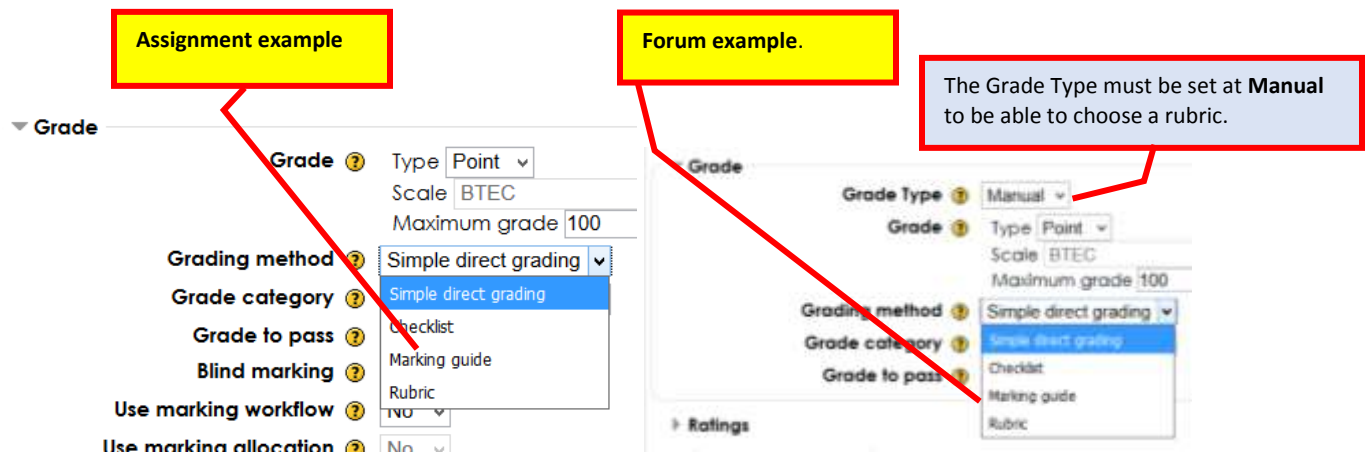 Assignment example
Forum example.
The Grade Type must be set at Manual
to be able to choose a rubric.
Grade
Grade Type Point
Scale BTEC
Maximum grade 100
Grading method Simple direct grading
Simple direct grading
Grade category
Checklist
Grade to pass
Marking guide
Blind marking
Rubric
Use marking workflow No
Use marking allocation No
Grade
Grade Type Manual
Grade Type Point
Scale BTEC
Maximum grade 100
Grading method Simple direct grading
Grade category Simple direct grading
Checklist
Grade to pass
Marking guide
Rubric
Ratings